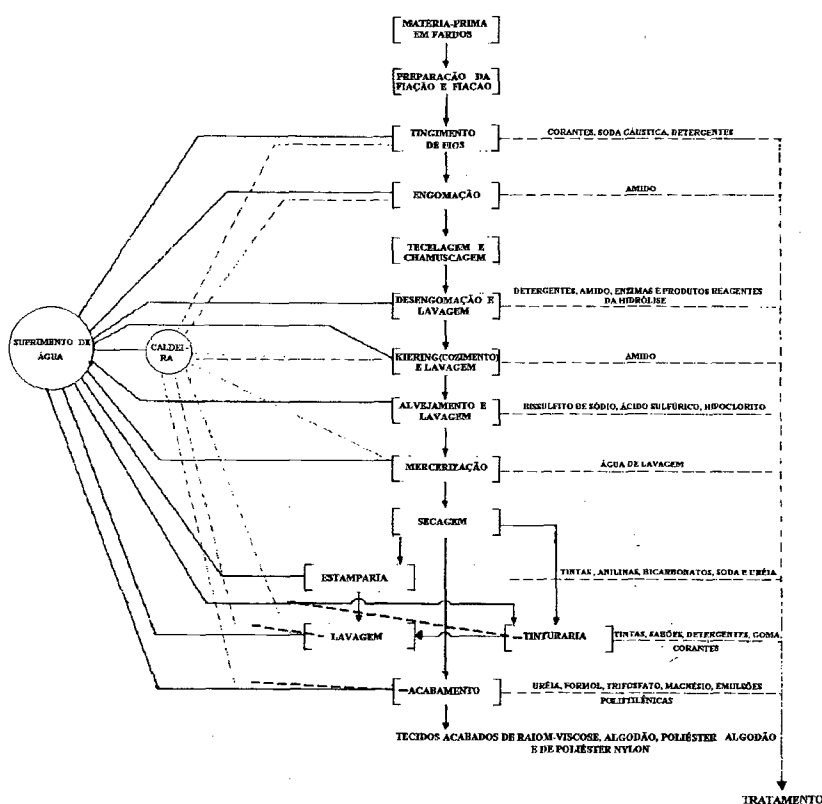 MATÉRIA-PRIMA
EM FARDOS
PREPARAÇÃO DA
FIAÇÃO E FIACAO
TINGIMENTO
DE FIOS
CORANTES, SODA CÁUSTICA, DETERGENTES
ENGOMAÇÃO
AMIDO
TECELAGEM E
CHAMUSCAGEM
DESENGOMAÇÃO E
LAVAGEM
DETERGENTES, AMIDO, ENZIMAS E PRODUTOS REAGENTES
DA HIDRÓLISE
SUPRIMENTO DE
ÁGUA
CALDEI-
RA
KIERING(COZIMENTO)
E LAVAGEM
AMIDO
ALVEJAMENTO E
LAVAGEM
BISSULFITO DE SÓDIO, ÁCIDO SULFÚRICO, HIPOCLORITO
MERCERIZAÇÃO
ÁGUA DE LAVAGEM
SECAGEM
ESTAMPARIA
TINTAS, ANILINAS, BICARBONATOS, SODA E URÉIA
LAVAGEM
TINTURARIA
TINTAS, SABÕES, DETERGENTES, GOMA,
CORANTES
ACABAMENTO
URÉIA, FORMOL, TRIFOSFATO, MAGNÉSIO, EMULSÕES
POLIETILÊNICAS
TECIDOS ACABADOS DE RAIOM-VISCOSE, ALGODÃO, POLIÉSTER ALGODÃO
E DE POLIÉSTER NYLON
TRATAMENTO